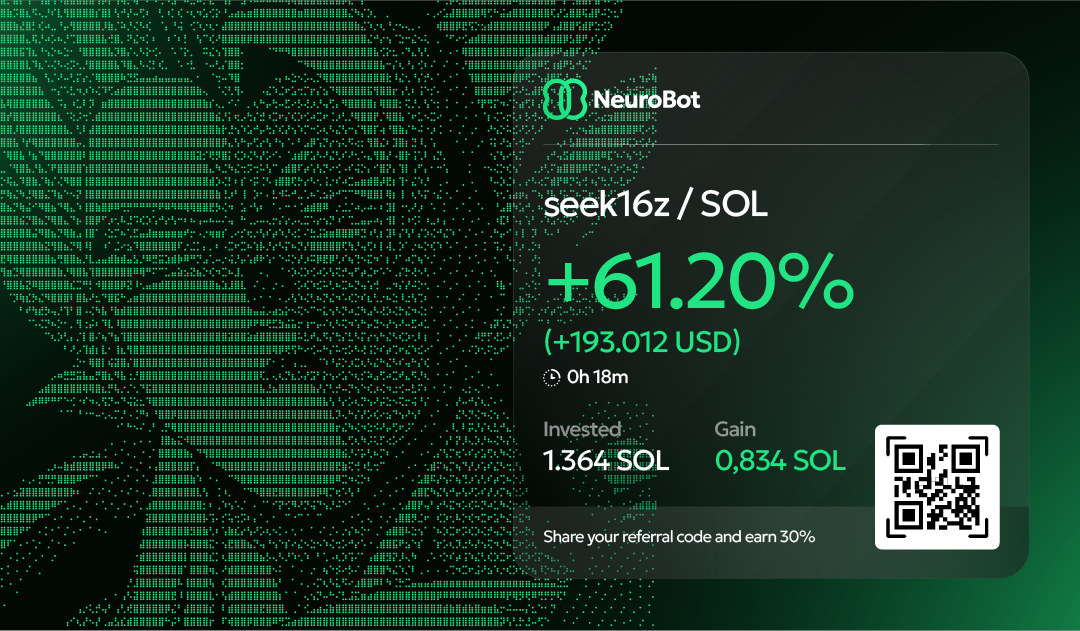 NeuroBot
seek16z / SOL
+61.20%
(+193.012 USD)
0h 18m
Invested
Gain
1.364 SOL
0,834 SOL
Share your referral code and earn 30%